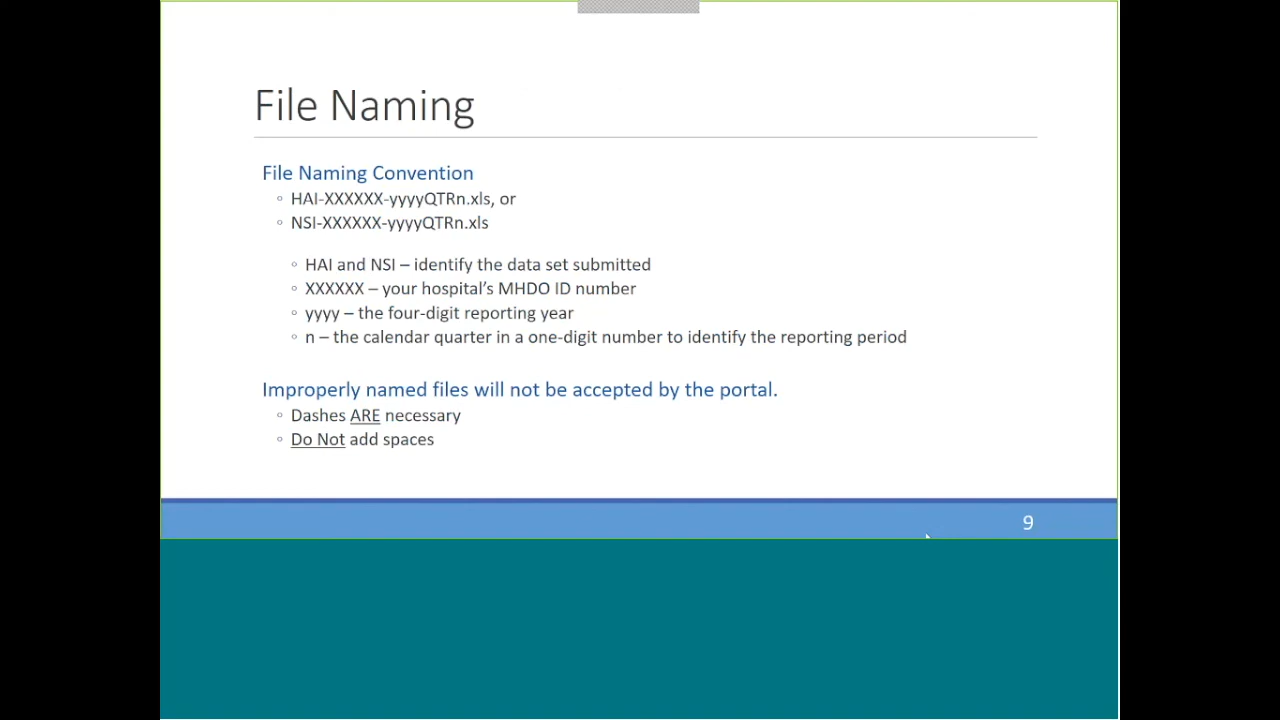 File Naming
File Naming Convention
◦ HAI-XXXXXX-yyyyQTRn.xls, or
◦ NSI-XXXXXX-yyyyQTRn.xls
◦ HAI and NSI – identify the data set submitted
◦ XXXXXX – your hospital's MHDO ID number
◦ yyyy – the four-digit reporting year
◦ n – the calendar quarter in a one-digit number to identify the reporting period
Improperly named files will not be accepted by the portal.
◦ Dashes ARE necessary
◦ Do Not add spaces
9